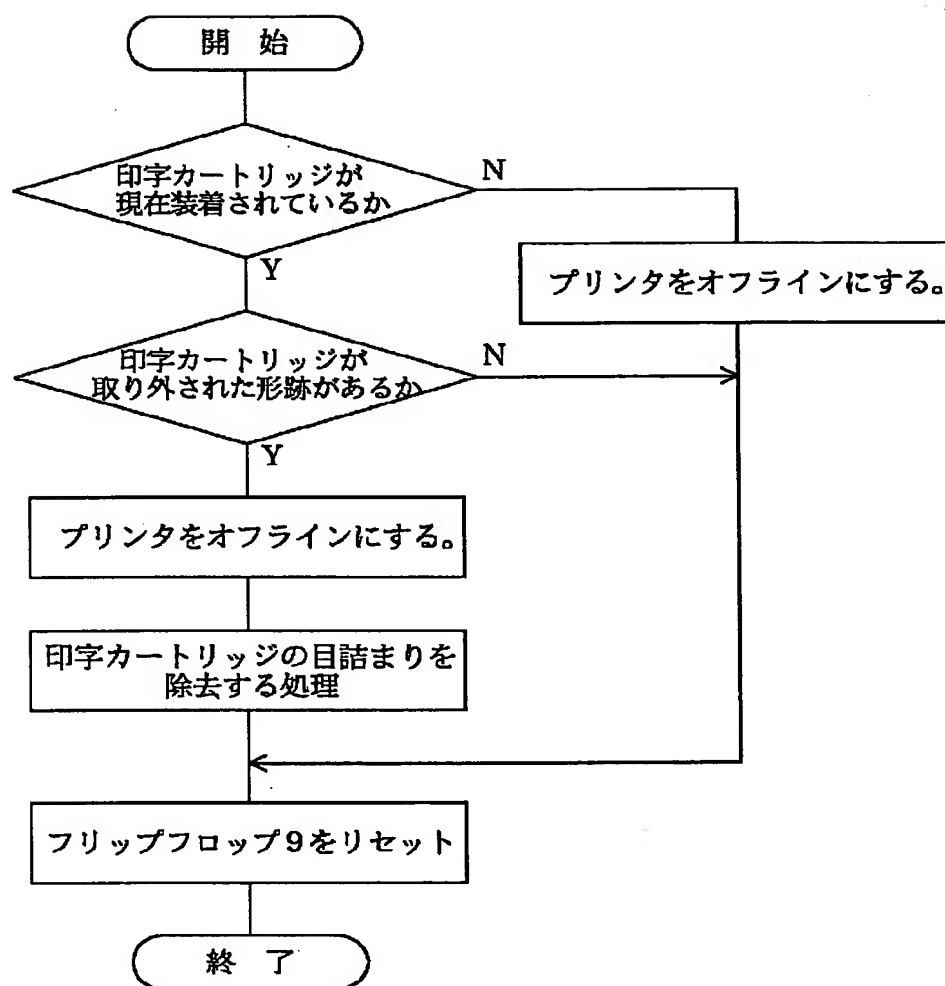 開 始
印字カートリッジが
現在装着されているか
N
Y
プリンタをオフラインにする。
印字カートリッジが
取り外された形跡があるか
N
Y
プリンタをオフラインにする。
印字カートリッジの目詰まりを
除去する処理
フリップフロップ9をリセット
終 了